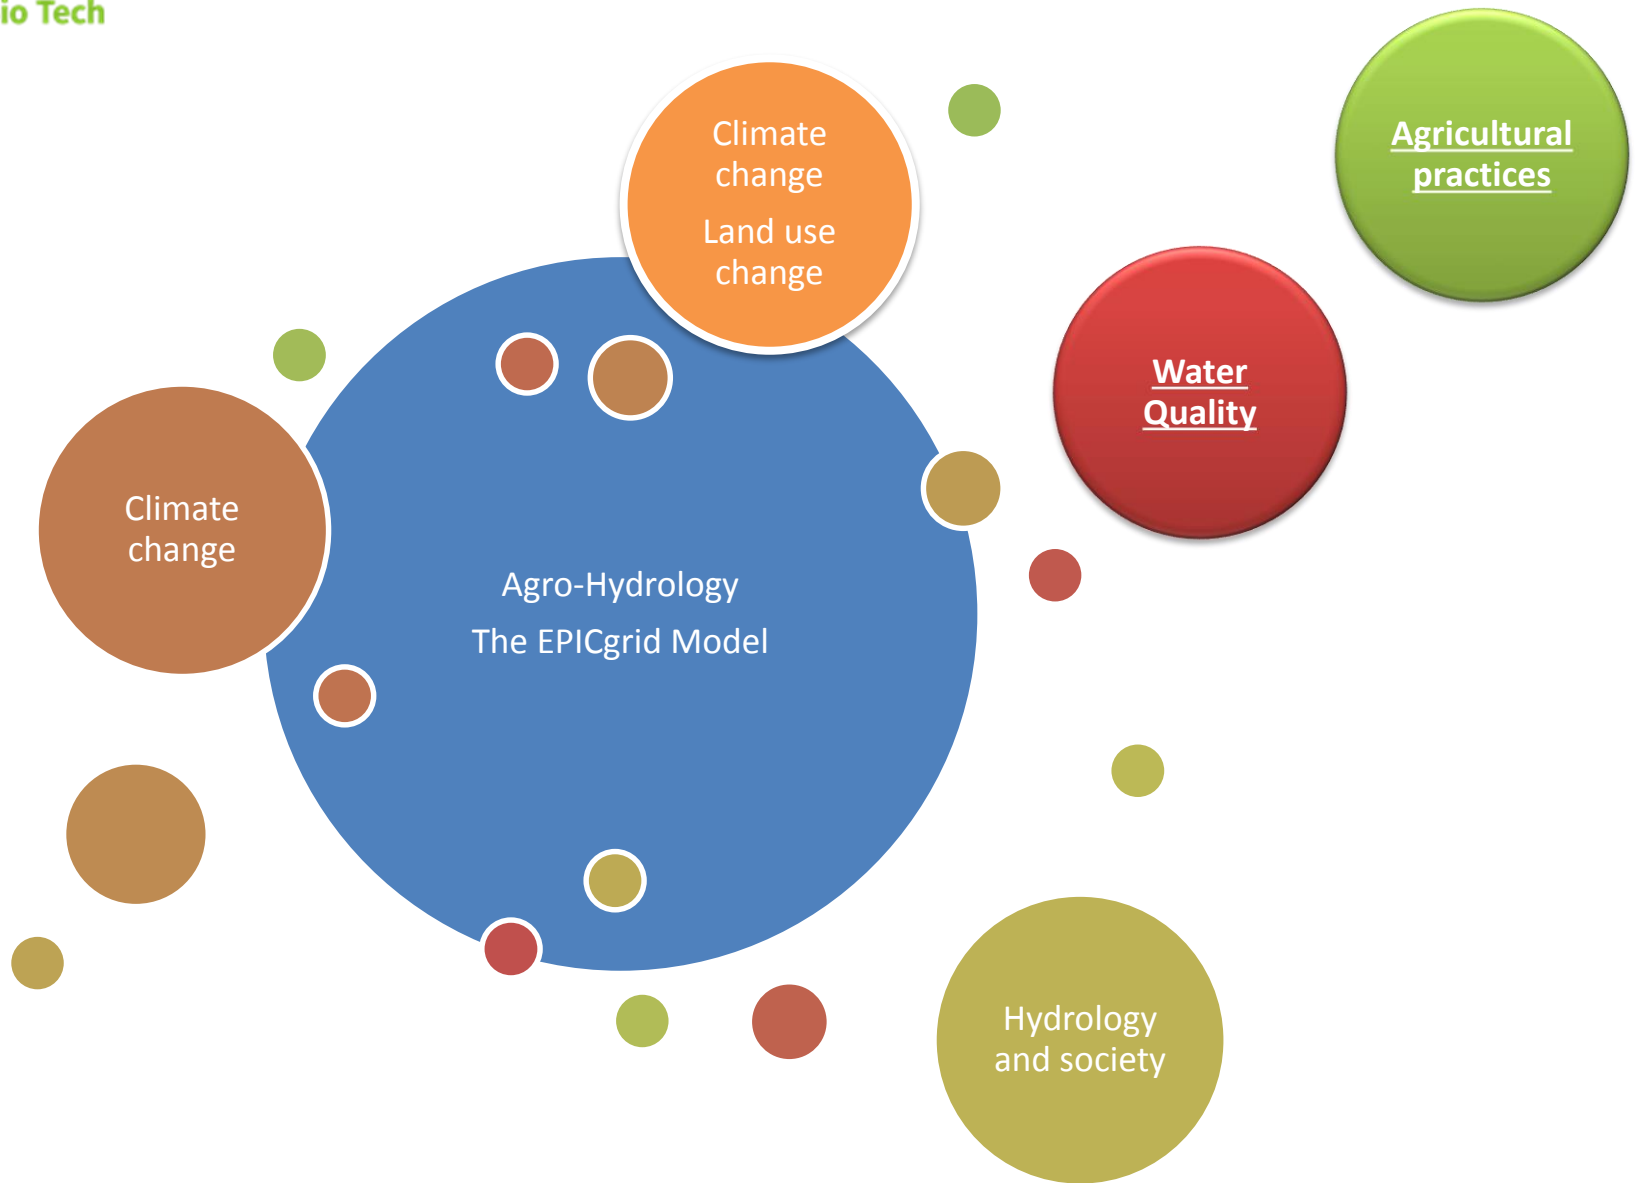 io Tech
Climate
change
Land use
change
Agricultural
practices
Water
Quality
Climate
change
Agro-Hydrology
The EPICgrid Model
Hydrology
and society